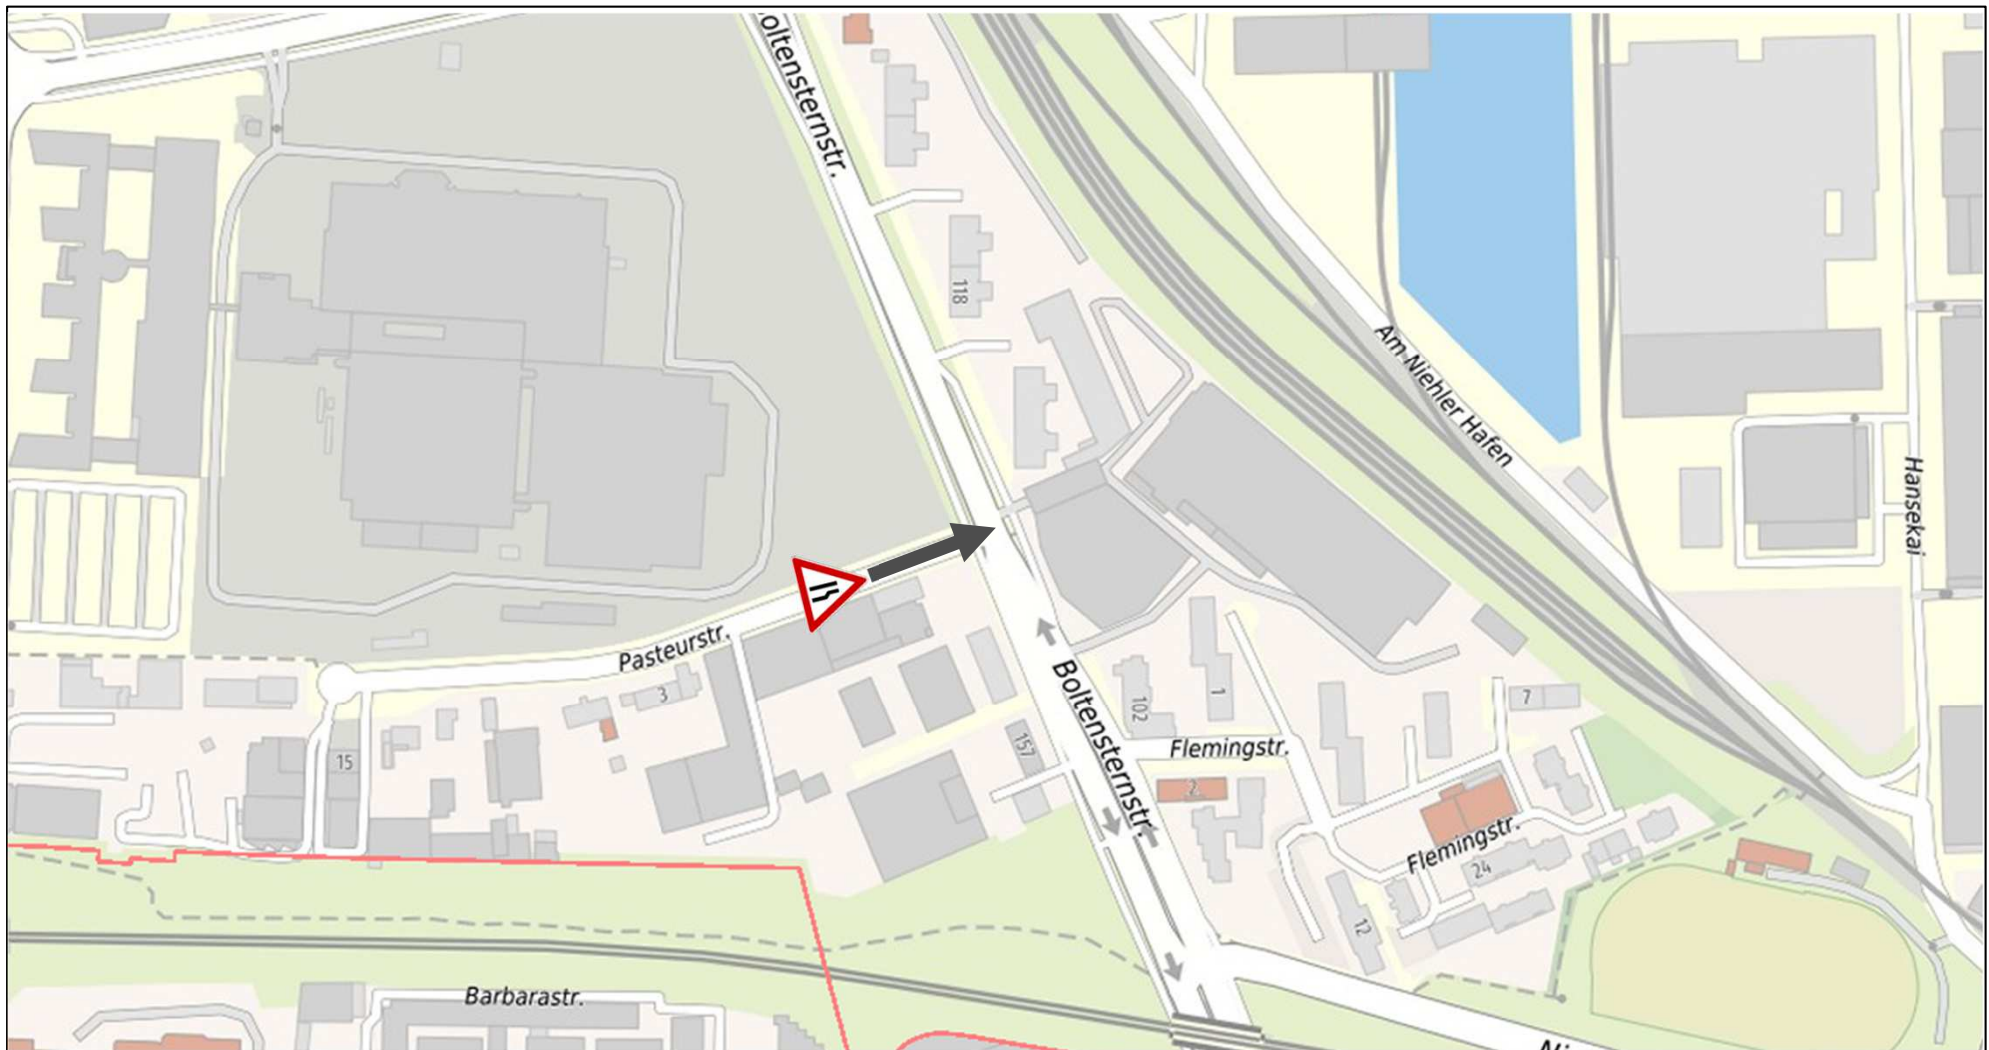 oltensternstr.
118
Am Niehler Hafen
Hansekai
Pasteurstr.
3
Boltensternstr.
102
1
7
157
Flemingstr.
2
15
Flemingstr.
24
12
Barbarastr.